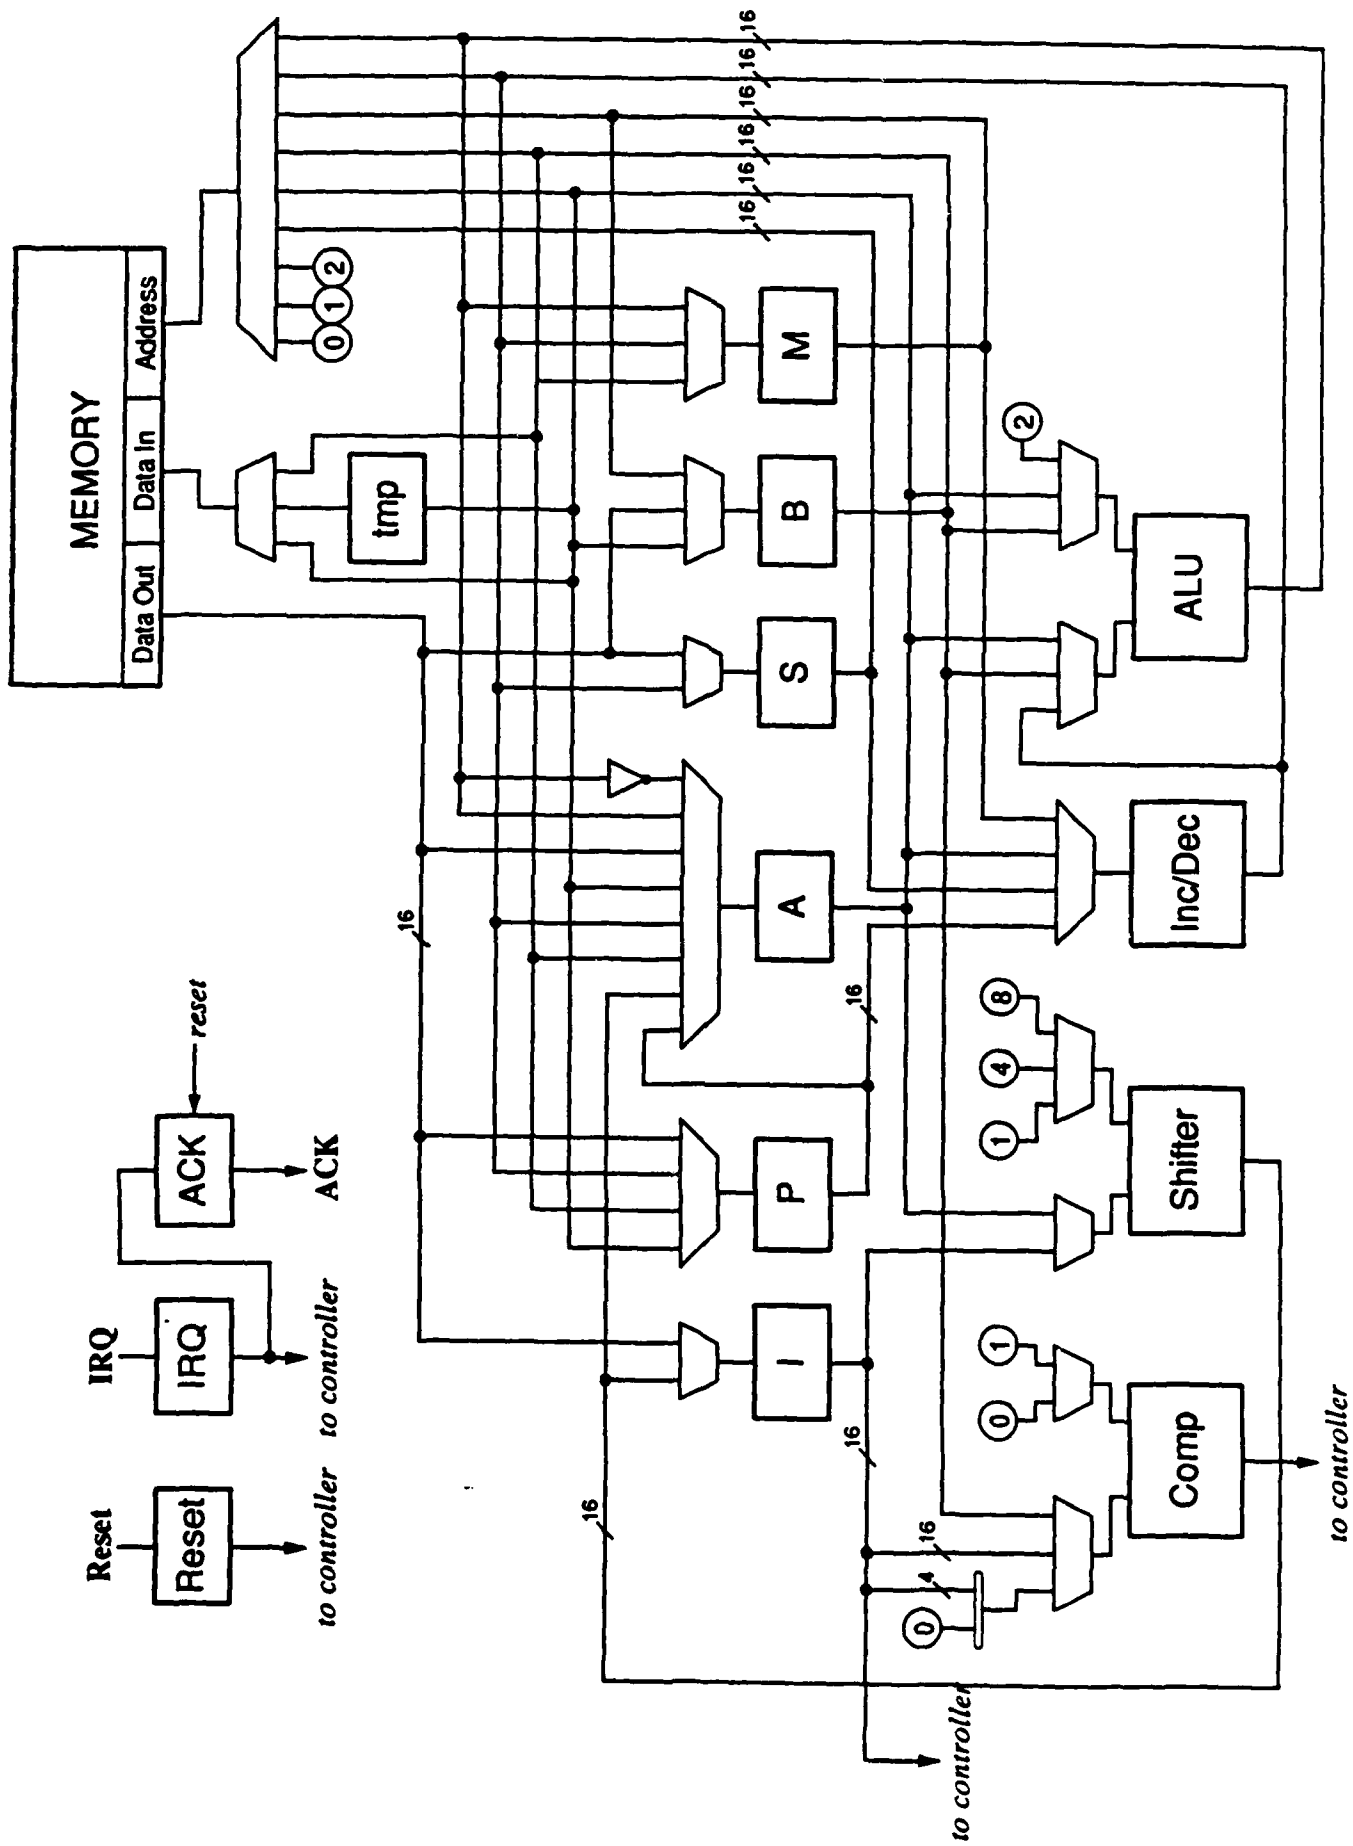 MEMORY
Data Out
Data In
Address
0
1
2
tmp
16
16
16
16
16
16
Reset
IRQ
reset
Reset
IRQ
ACK
to controller
to controller
ACK
16
16
I
P
A
S
B
M
16
16
to controller
0
4
16
0
1
1
4
8
2
Comp
Shifter
Inc/Dec
ALU
to controller